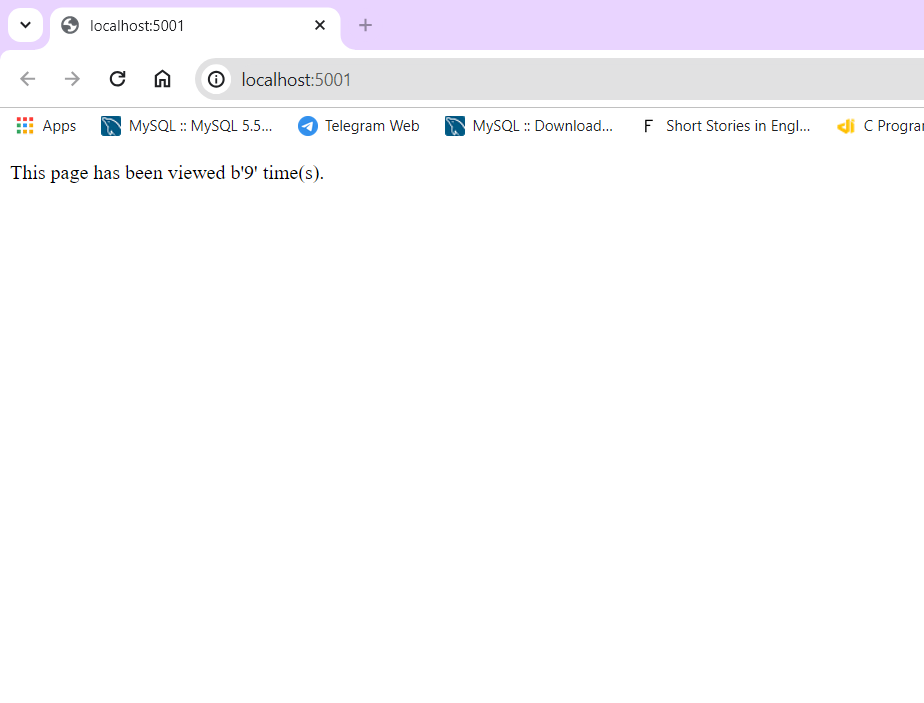 localhost:5001
localhost:5001
Apps MySQL :: MySQL 5.5... Telegram Web MySQL :: Download... F Short Stories in Engl... C Progra
This page has been viewed b'9' time(s).